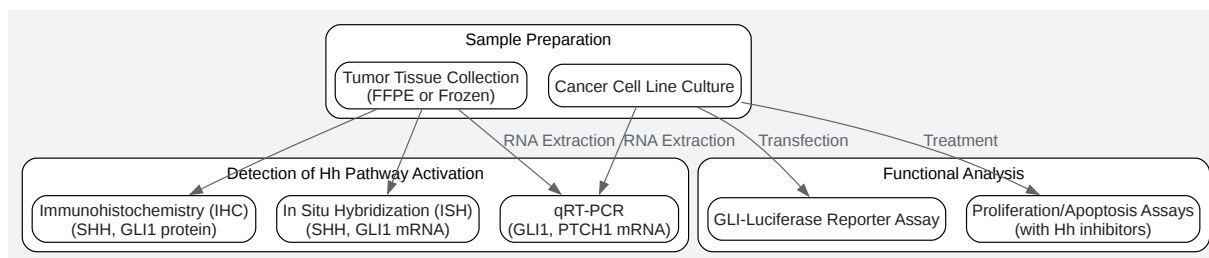 Sample Preparation
Tumor Tissue Collection
(FFPE or Frozen)
Cancer Cell Line Culture
RNA Extraction
RNA Extraction
Transfection
Treatment
Detection of Hh Pathway Activation
Functional Analysis
Immunohistochemistry (IHC)
(SHH, GLI1 protein)
In Situ Hybridization (ISH)
(SHH, GLI1 mRNA)
qRT-PCR
(GLI1, PTCH1 mRNA)
GLI-Luciferase Reporter Assay
Proliferation/Apoptosis Assays
(with Hh inhibitors)